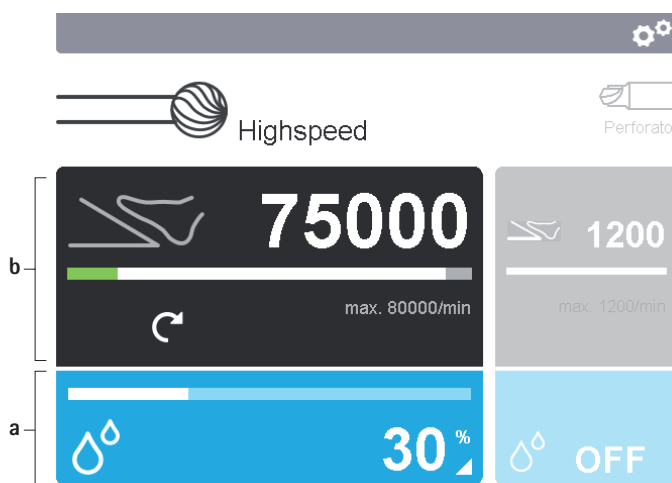 Highspeed
Perforato
b
75000
1200
max. 80000/min
max. 1200/min
a
30 %
OFF